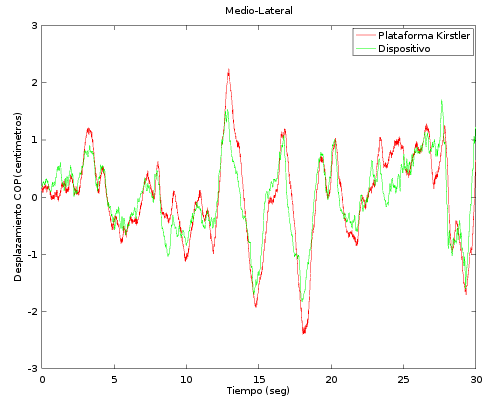 Medio-Lateral
Plataforma Kirstler
Dispositivo
Desplazamiento COP(centimetros)
3
2
1
0
-1
-2
-3
0
5
10
15
20
25
30
Tiempo (seg)